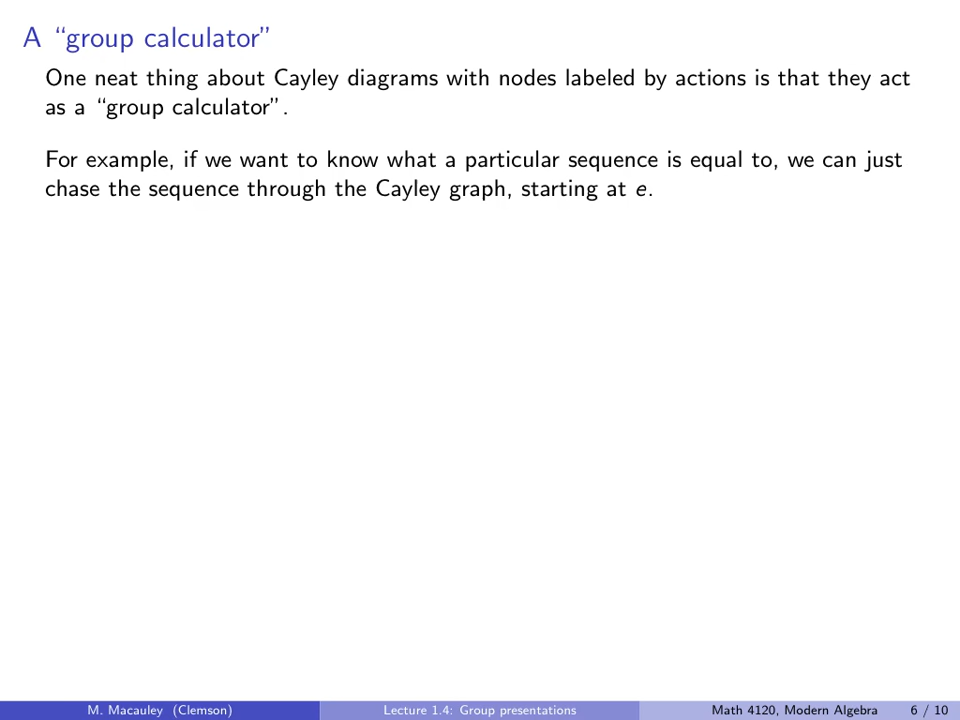 A “group calculator”
One neat thing about Cayley diagrams with nodes labeled by actions is that they act
as a “group calculator”.
For example, if we want to know what a particular sequence is equal to, we can just
chase the sequence through the Cayley graph, starting at e.
M. Macauley (Clemson) Lecture 1.4: Group presentations Math 4120, Modern Algebra 6 / 10